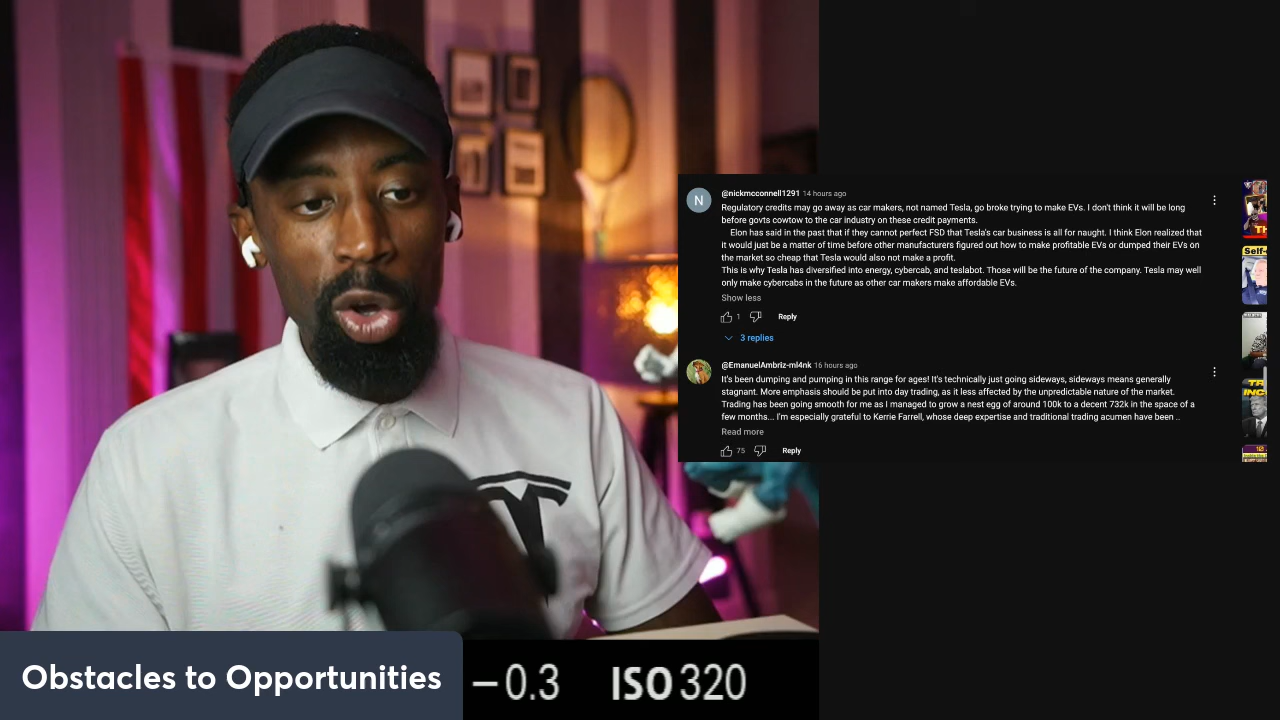 @nickmcconnell1291 14 hours ago
Regulatory credits may go away as car makers, not named Tesla, go broke trying to make EVs. I don't think it will be long
before govts cowtow to the car industry on these credit payments.
Elon has said in the past that if they cannot perfect FSD that Tesla's car business is all for naught. I think Elon realized that
it would just be a matter of time before other manufacturers figured out how to make profitable EVs or dumped their EVs on
the market so cheap that Tesla would also not make a profit.
This is why Tesla has diversified into energy, cybercab, and teslabot. Those will be the future of the company. Tesla may well
only make cybercabs in the future as other car makers make affordable EVs.
Show less
1 Reply
3 replies
@EmanuelAmbriz-ml4nk 16 hours ago
It's been dumping and pumping in this range for ages! It's technically just going sideways, sideways means generally
stagnant. More emphasis should be put into day trading, as it less affected by the unpredictable nature of the market.
Trading has been going smooth for me as I managed to grow a nest egg of around 100k to a decent 732k in the space of a
few months... I'm especially grateful to Kerrie Farrell, whose deep expertise and traditional trading acumen have been ..
Read more
75 Reply
N
Self-
TR
INC
Obstacles to Opportunities
– 0.3 ISO 320